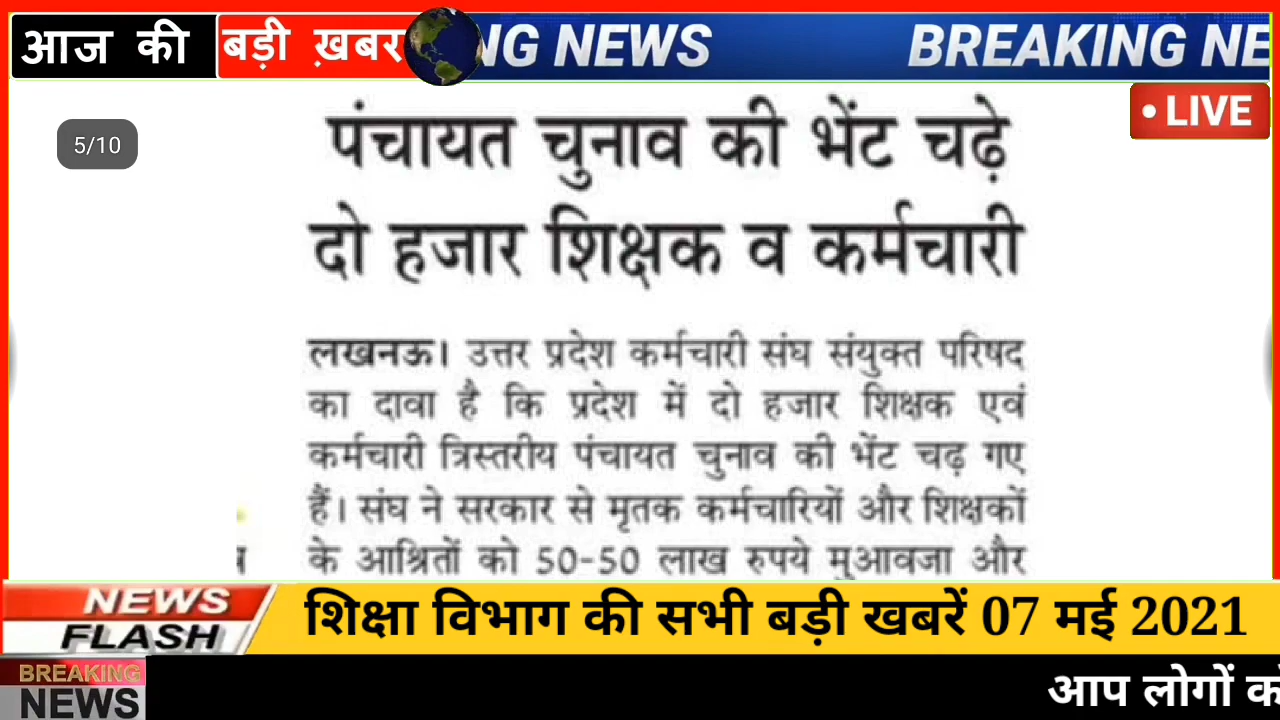 आज की बड़ी ख़बर
NG NEWS BREAKING NE
• LIVE
5/10
पंचायत चुनाव की भेंट चढ़े
दो हजार शिक्षक व कर्मचारी
लखनऊ। उत्तर प्रदेश कर्मचारी संघ संयुक्त परिषद
का दावा है कि प्रदेश में दो हजार शिक्षक एवं
कर्मचारी त्रिस्तरीय पंचायत चुनाव की भेंट चढ़ गए
हैं। संघ ने सरकार से मृतक कर्मचारियों और शिक्षकों
के आश्रितों को 50-50 लाख रुपये मुआवजा और
NEWS
FLASH
शिक्षा विभाग की सभी बड़ी खबरें 07 मई 2021
BREAKING
NEWS
आप लोगों को